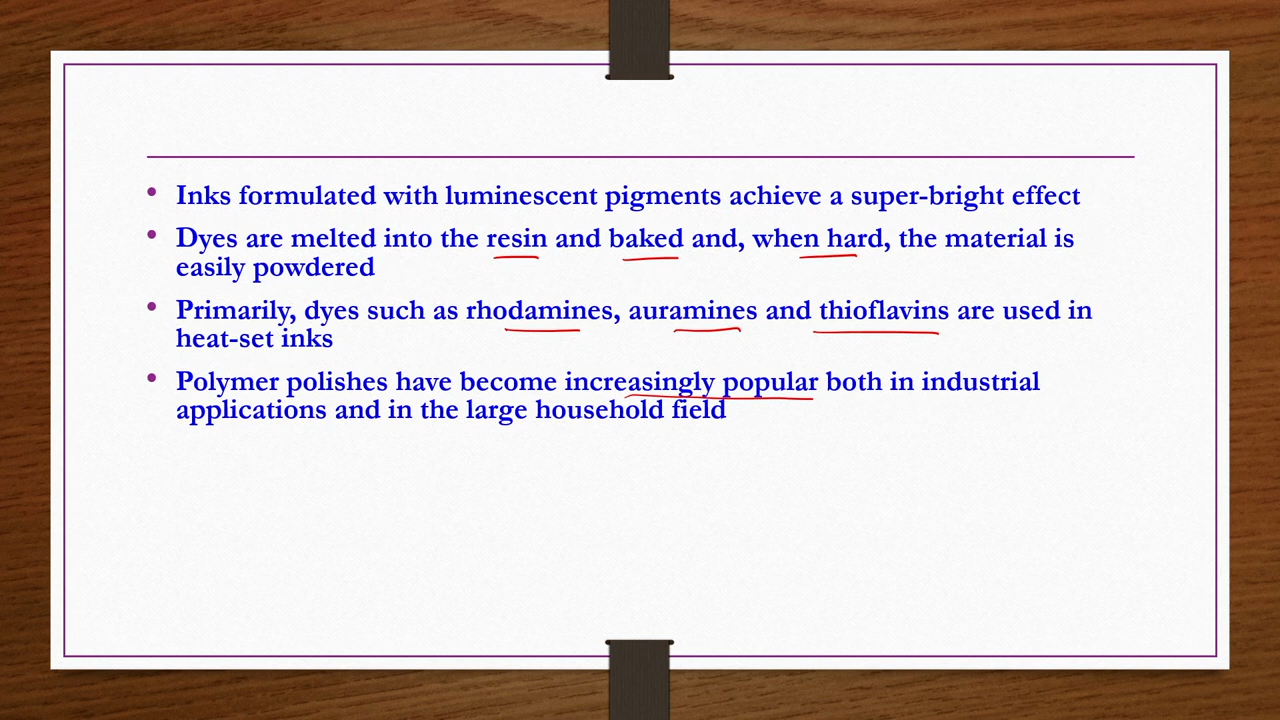 • Inks formulated with luminescent pigments achieve a super-bright effect
• Dyes are melted into the resin and baked and, when hard, the material is
easily powdered
• Primarily, dyes such as rhodamines, auramines and thioflavins are used in
heat-set inks
• Polymer polishes have become increasingly popular both in industrial
applications and in the large household field